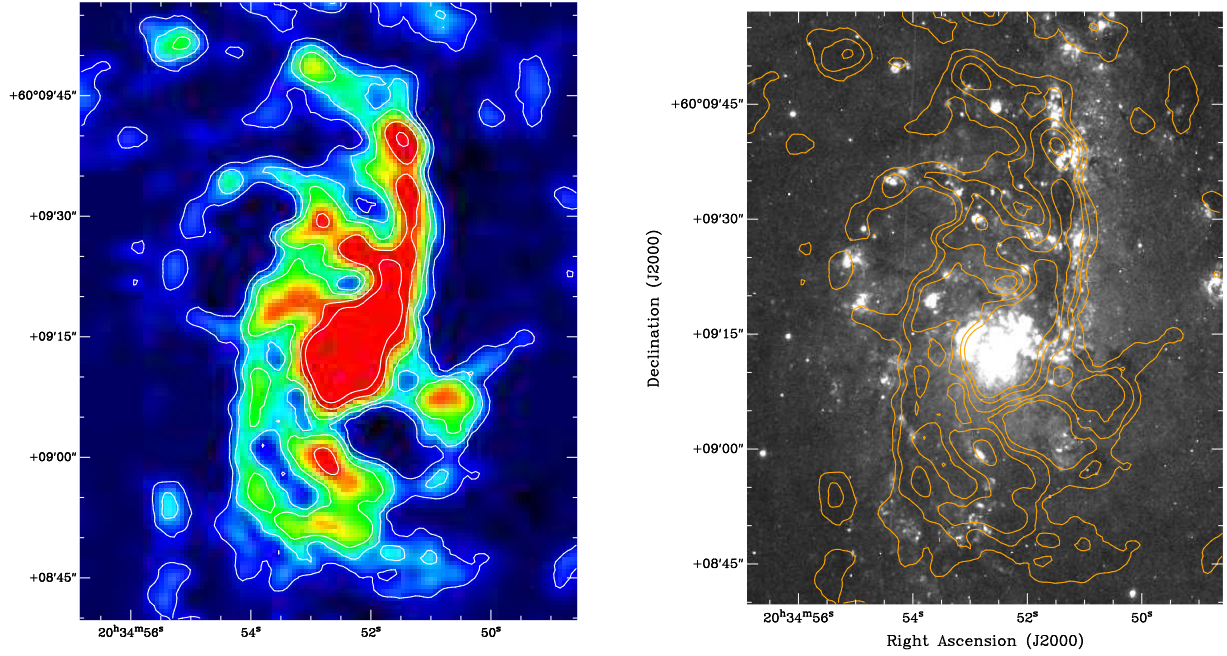 +60°09′45″
+09′30″
+09′15″
+09′00″
+08′45″
20ʰ34ᵐ56ˢ
54ˢ
52ˢ
50ˢ
Declination (J2000)
+60°09′45″
+09′30″
+09′15″
+09′00″
+08′45″
20ʰ34ᵐ56ˢ
54ˢ
52ˢ
50ˢ
Right Ascension (J2000)